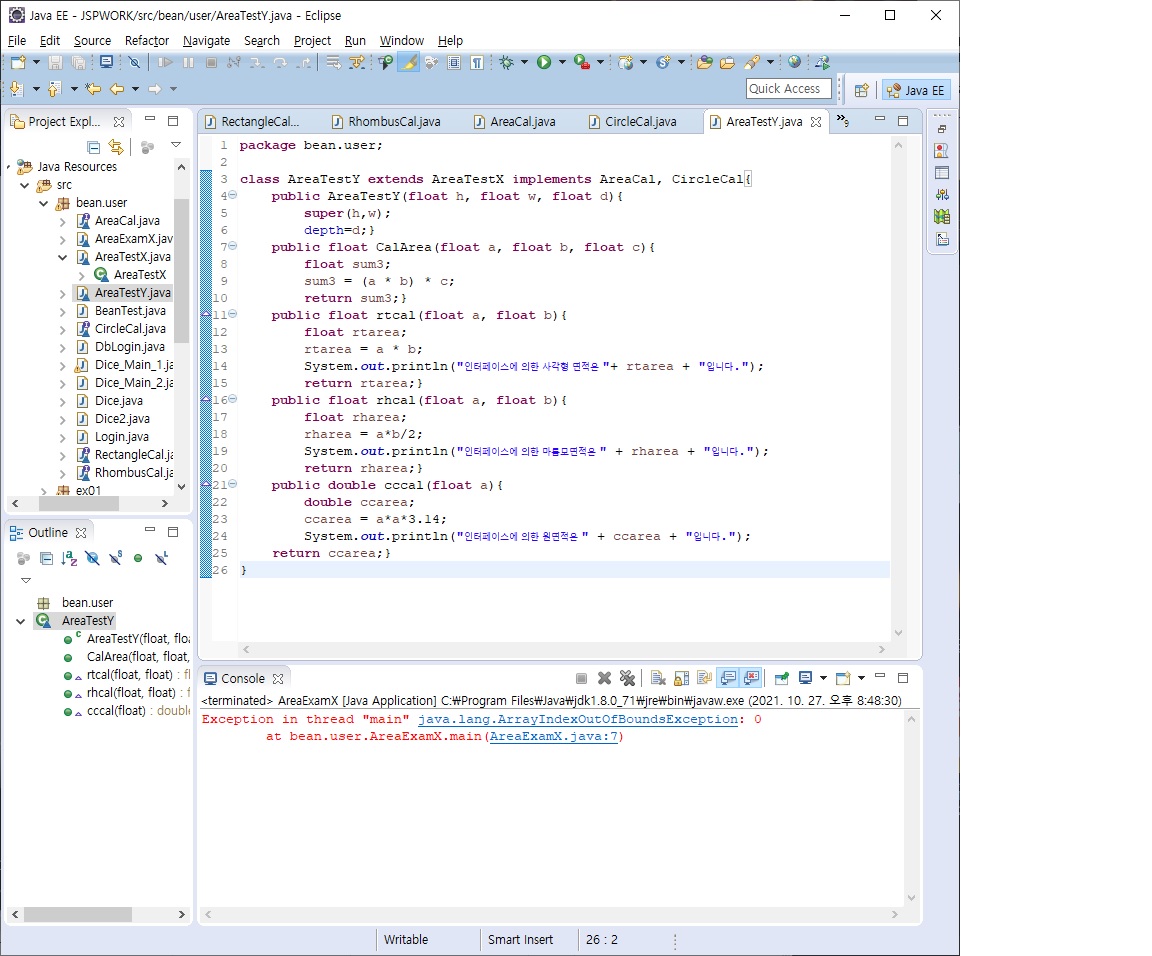 Java EE - JSPWORK/src/bean/user/AreaTestY.java - Eclipse
File Edit Source Refactor Navigate Search Project Run Window Help
Quick Access
Java EE
Project Expl...
Java Resources
src
bean.user
AreaCal.java
AreaExamX.jav
AreaTestX.java
AreaTestX
AreaTestY.java
BeanTest.java
CircleCal.java
DbLogin.java
Dice_Main_1.ja
Dice_Main_2.ja
Dice.java
Dice2.java
Login.java
RectangleCal.ja
RhombusCal.ja
ex01
Outline
bean.user
AreaTestY
AreaTestY(float, floa
CalArea(float, float,
rtcal(float, float) : fl
rhcal(float, float) : f
cccal(float) : double
RectangleCal... RhombusCal.java AreaCal.java CircleCal.java AreaTestY.java »9
1 package bean.user;
2
3 class AreaTestY extends AreaTestX implements AreaCal, CircleCal{
4 public AreaTestY(float h, float w, float d){
5 super(h,w);
6 depth=d;}
7 public float CalArea(float a, float b, float c){
8 float sum3;
9 sum3 = (a * b) * c;
10 return sum3;}
11 public float rtcal(float a, float b){
12 float rtarea;
13 rtarea = a * b;
14 System.out.println("인터페이스에 의한 사각형 면적은 "+ rtarea + "입니다.");
15 return rtarea;}
16 public float rhcal(float a, float b){
17 float rharea;
18 rharea = a*b/2;
19 System.out.println("인터페이스에 의한 마름모면적은 " + rharea + "입니다.");
20 return rharea;}
21 public double cccal(float a){
22 double ccarea;
23 ccarea = a*a*3.14;
24 System.out.println("인터페이스에 의한 원면적은 " + ccarea + "입니다.");
25 return ccarea;}
26 }
Console
<terminated> AreaExamX [Java Application] C:₩Program Files₩Java₩jdk1.8.0_71₩jre₩bin₩javaw.exe (2021. 10. 27. 오후 8:48:30)
Exception in thread "main" java.lang.ArrayIndexOutOfBoundsException: 0
at bean.user.AreaExamX.main(AreaExamX.java:7)
Writable Smart Insert 26 : 2